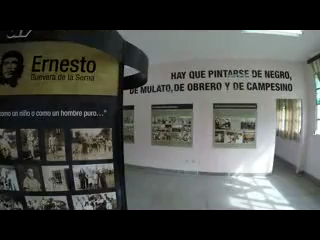 Ernesto
Guevara de la Serna
como un niño o como un hombre puro..."
HAY QUE PINTARSE DE NEGRO,
DE MULATO, DE OBRERO Y DE CAMPESINO